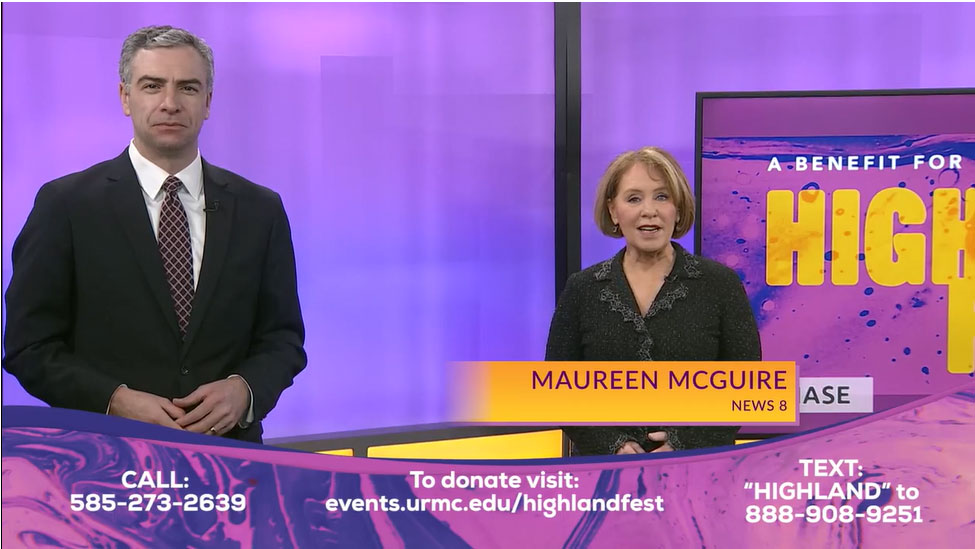 A BENEFIT FOR
HIGH
MAUREEN MCGUIRE
NEWS 8
CALL:
585-273-2639
To donate visit:
events.urmc.edu/highlandfest
TEXT:
"HIGHLAND" to
888-908-9251